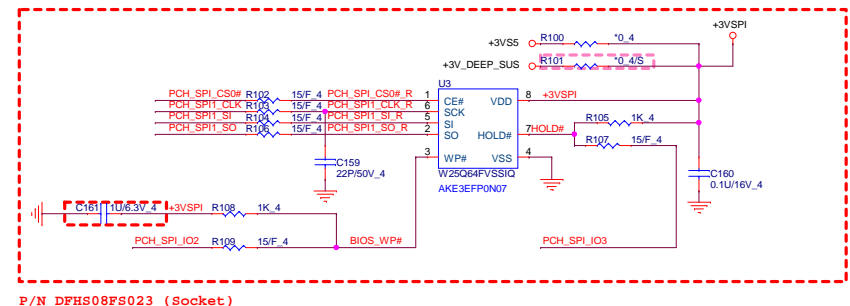 +3VSPI
+3VS5 R100 *0_4
+3V_DEEP_SUS R101 *0_4/S
U3
PCH_SPI_CS0# R102 15/F_4 PCH_SPI_CS0#_R 1 CE# VDD 8 +3VSPI
PCH_SPI1_CLK R103 15/F_4 PCH_SPI1_CLK_R 6 SCK
PCH_SPI1_SI R104 15/F_4 PCH_SPI1_SI_R 5 SI
PCH_SPI1_SO R106 15/F_4 PCH_SPI1_SO_R 2 SO HOLD# 7 HOLD#
R105 1K_4
R107 15/F_4
3 WP# VSS 4
C159
22P/50V_4
W25Q64FVSSIQ
AKE3EFP0N07
C160
0.1U/16V_4
C161 1U/6.3V_4 +3VSPI R108 1K_4
PCH_SPI_IO2 R109 15/F_4 BIOS_WP# PCH_SPI_IO3
P/N DFHS08FS023 (Socket)